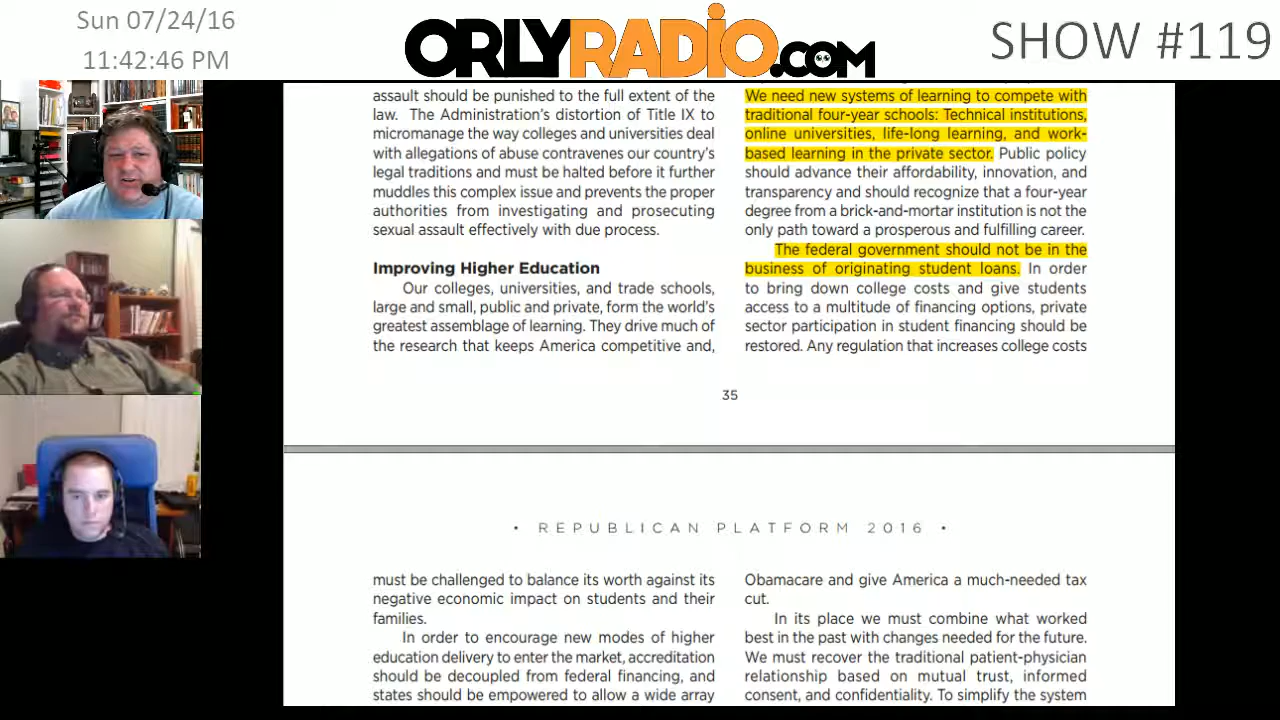 Sun 07/24/16
11:42:46 PM
ORLYRADIO.COM
SHOW #119
assault should be punished to the full extent of the
law. The Administration's distortion of Title IX to
micromanage the way colleges and universities deal
with allegations of abuse contravenes our country's
legal traditions and must be halted before it further
muddles this complex issue and prevents the proper
authorities from investigating and prosecuting
sexual assault effectively with due process.
Improving Higher Education
Our colleges, universities, and trade schools,
large and small, public and private, form the world's
greatest assemblage of learning. They drive much of
the research that keeps America competitive and,
We need new systems of learning to compete with
traditional four-year schools: Technical institutions,
online universities, life-long learning, and work-
based learning in the private sector. Public policy
should advance their affordability, innovation, and
transparency and should recognize that a four-year
degree from a brick-and-mortar institution is not the
only path toward a prosperous and fulfilling career.
The federal government should not be in the
business of originating student loans. In order
to bring down college costs and give students
access to a multitude of financing options, private
sector participation in student financing should be
restored. Any regulation that increases college costs
35
• REPUBLICAN PLATFORM 2016 •
must be challenged to balance its worth against its
negative economic impact on students and their
families.
In order to encourage new modes of higher
education delivery to enter the market, accreditation
should be decoupled from federal financing, and
states should be empowered to allow a wide array
Obamacare and give America a much-needed tax
cut.
In its place we must combine what worked
best in the past with changes needed for the future.
We must recover the traditional patient-physician
relationship based on mutual trust, informed
consent, and confidentiality. To simplify the system